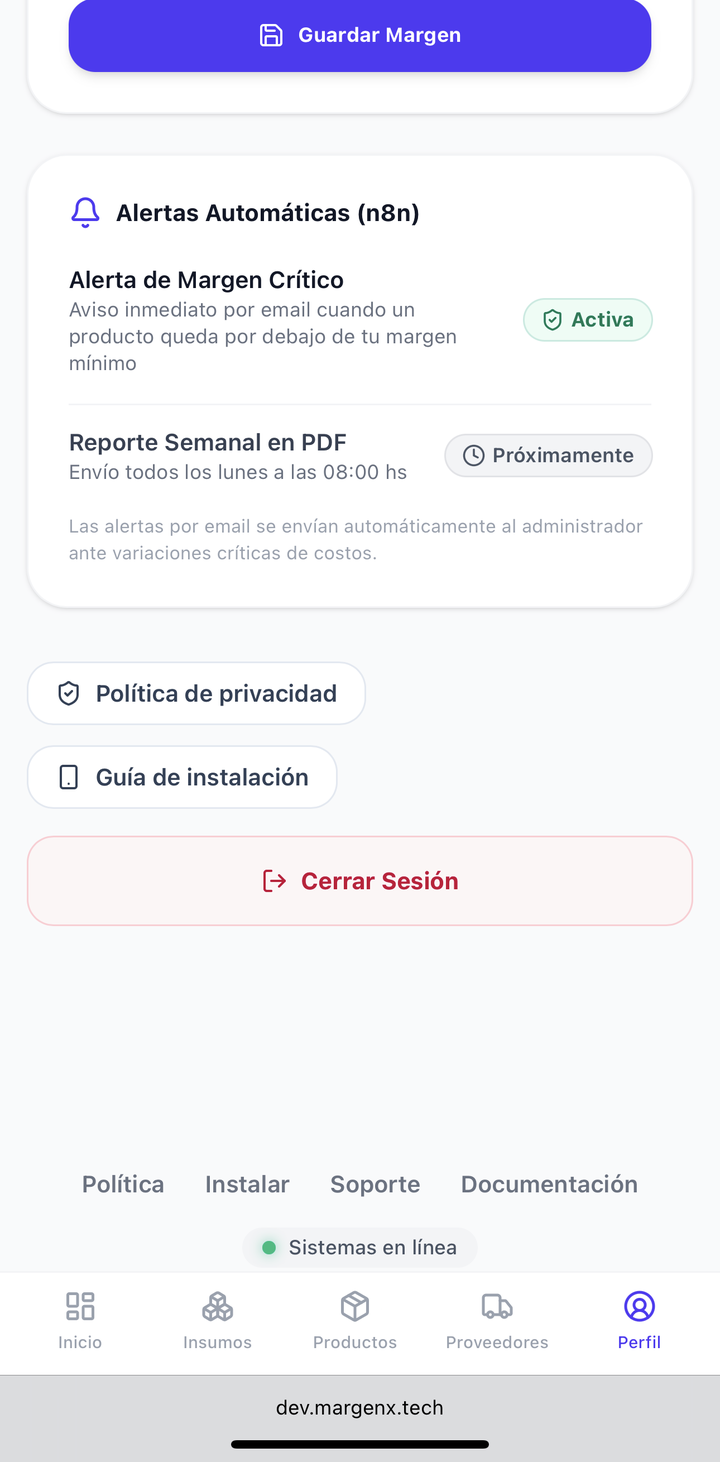 Guardar Margen
Alertas Automáticas (n8n)
Alerta de Margen Crítico
Aviso inmediato por email cuando un
producto queda por debajo de tu margen
mínimo
Activa
Reporte Semanal en PDF
Envío todos los lunes a las 08:00 hs
Próximamente
Las alertas por email se envían automáticamente al administrador
ante variaciones críticas de costos.
Política de privacidad
Guía de instalación
Cerrar Sesión
Política Instalar Soporte Documentación
Sistemas en línea
Inicio Insumos Productos Proveedores Perfil
dev.margenx.tech